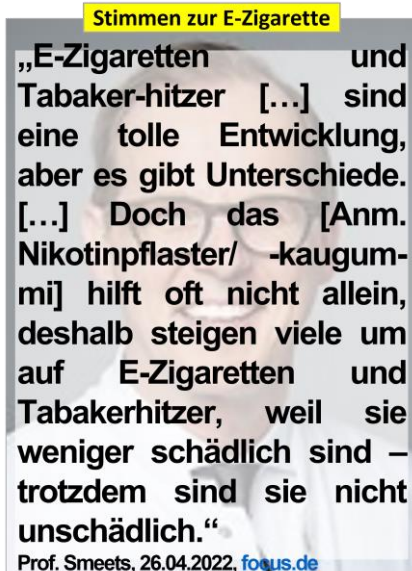 Stimmen zur E-Zigarette
„E-Zigaretten und
Tabaker-hitzer [...] sind
eine tolle Entwicklung,
aber es gibt Unterschiede.
[...] Doch das [Anm.
Nikotinpflaster/ -kaugum-
mi] hilft oft nicht allein,
deshalb steigen viele um
auf E-Zigaretten und
Tabakerhitzer, weil sie
weniger schädlich sind –
trotzdem sind sie nicht
unschädlich.“
Prof. Smeets, 26.04.2022, focus.de